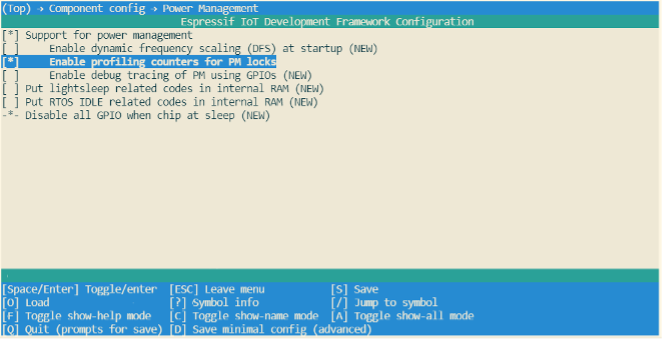 (Top) → Component config → Power Management
Espressif IoT Development Framework Configuration
[*] Support for power management
[ ]     Enable dynamic frequency scaling (DFS) at startup (NEW)
[*]     Enable profiling counters for PM locks
[ ]     Enable debug tracing of PM using GPIOs (NEW)
[ ] Put lightsleep related codes in internal RAM (NEW)
[ ] Put RTOS IDLE related codes in internal RAM (NEW)
-*- Disable all GPIO when chip at sleep (NEW)
[Space/Enter] Toggle/enter  [ESC] Leave menu           [S] Save
[O] Load                    [?] Symbol info            [/] Jump to symbol
[F] Toggle show-help mode   [C] Toggle show-name mode  [A] Toggle show-all mode
[Q] Quit (prompts for save) [D] Save minimal config (advanced)